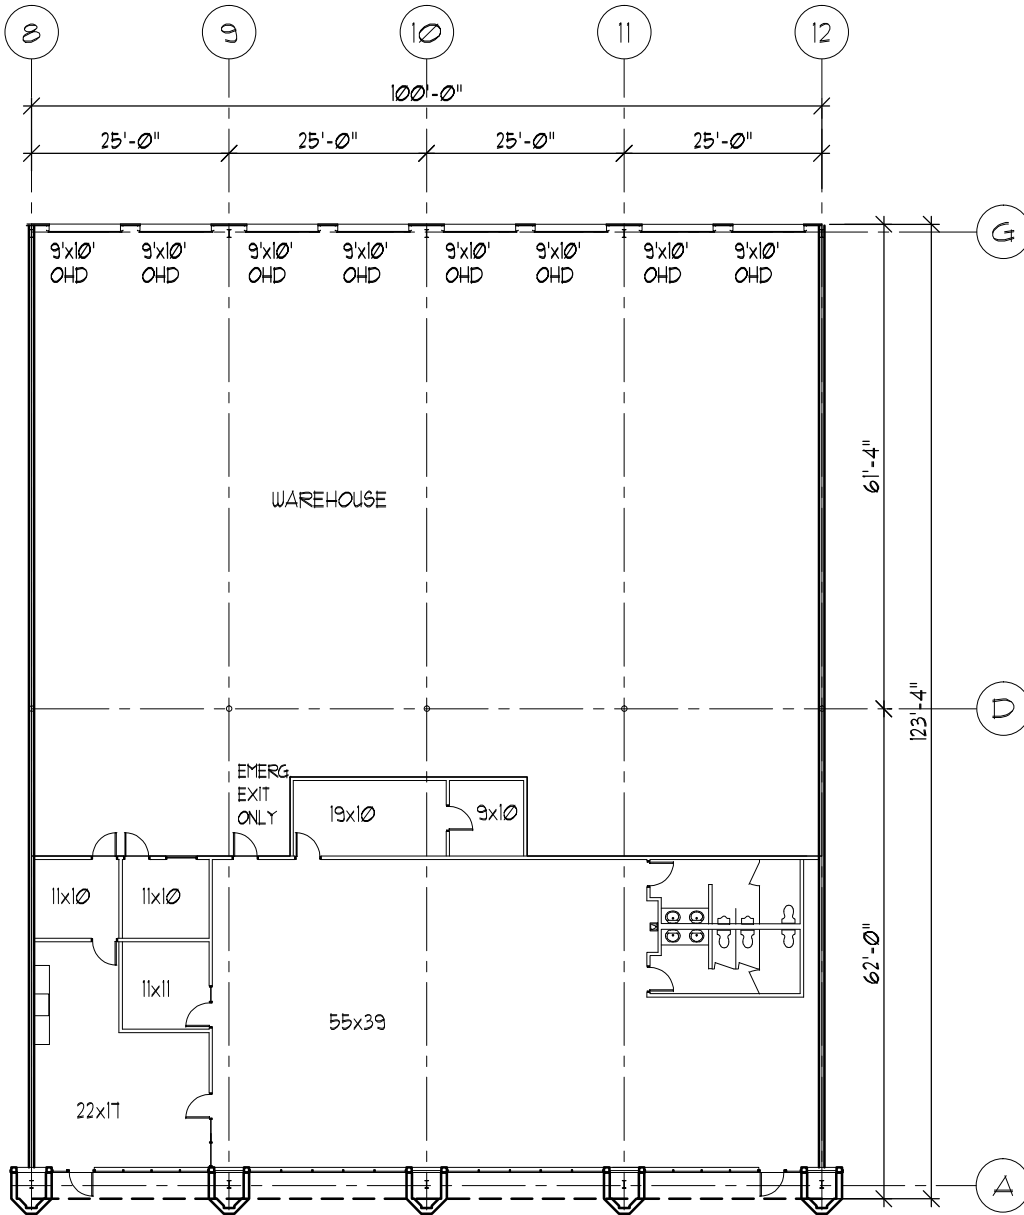 8 9 10 11 12
100'-0"
25'-0" 25'-0" 25'-0" 25'-0"
G
9'x10' 9'x10' 9'x10' 9'x10' 9'x10' 9'x10' 9'x10' 9'x10'
OHD OHD OHD OHD OHD OHD OHD OHD
61'-4"
WAREHOUSE
123'-4"
D
EMERG
EXIT
ONLY
19x10 9x10
11x10 11x10
62'-0"
11x11
55x39
22x17
A